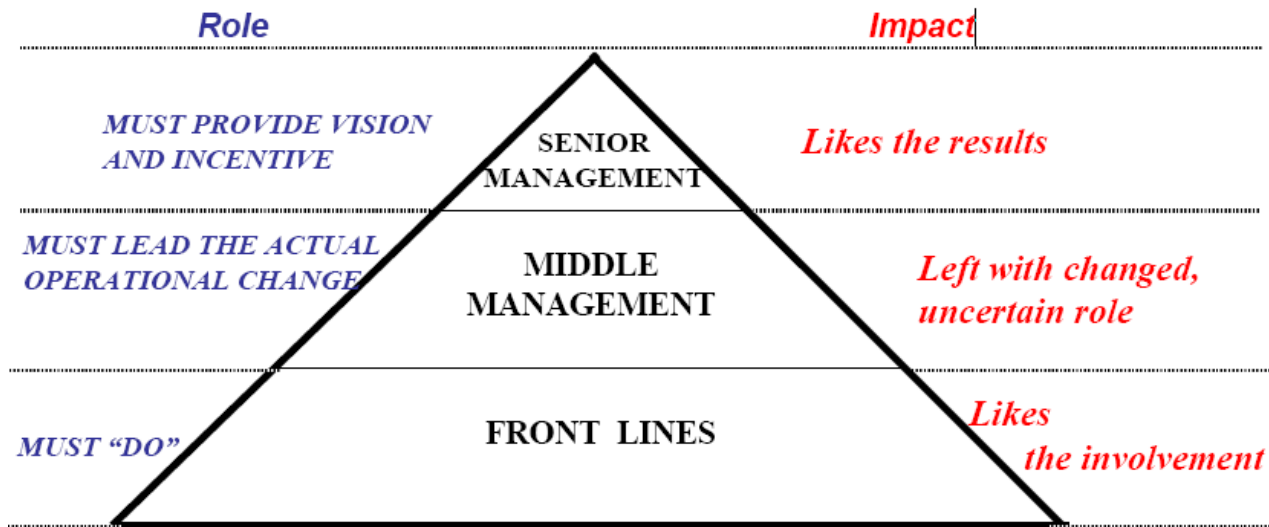 Role
Impact
MUST PROVIDE VISION
AND INCENTIVE
SENIOR
MANAGEMENT
Likes the results
MUST LEAD THE ACTUAL
OPERATIONAL CHANGE
MIDDLE
MANAGEMENT
Left with changed,
uncertain role
MUST “DO”
FRONT LINES
Likes
the involvement